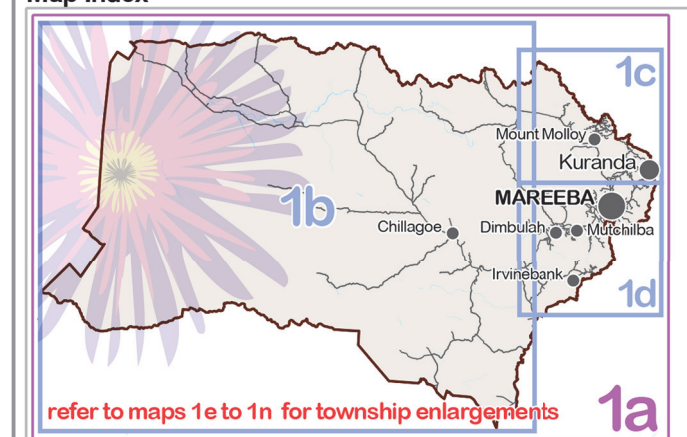 Map Index
1c
Mount Molloy
Kuranda
1b
MAREEBA
Chillagoe
Dimbulah
Mutchilba
Irvinebank
1d
refer to maps 1e to 1n for township enlargements
1a